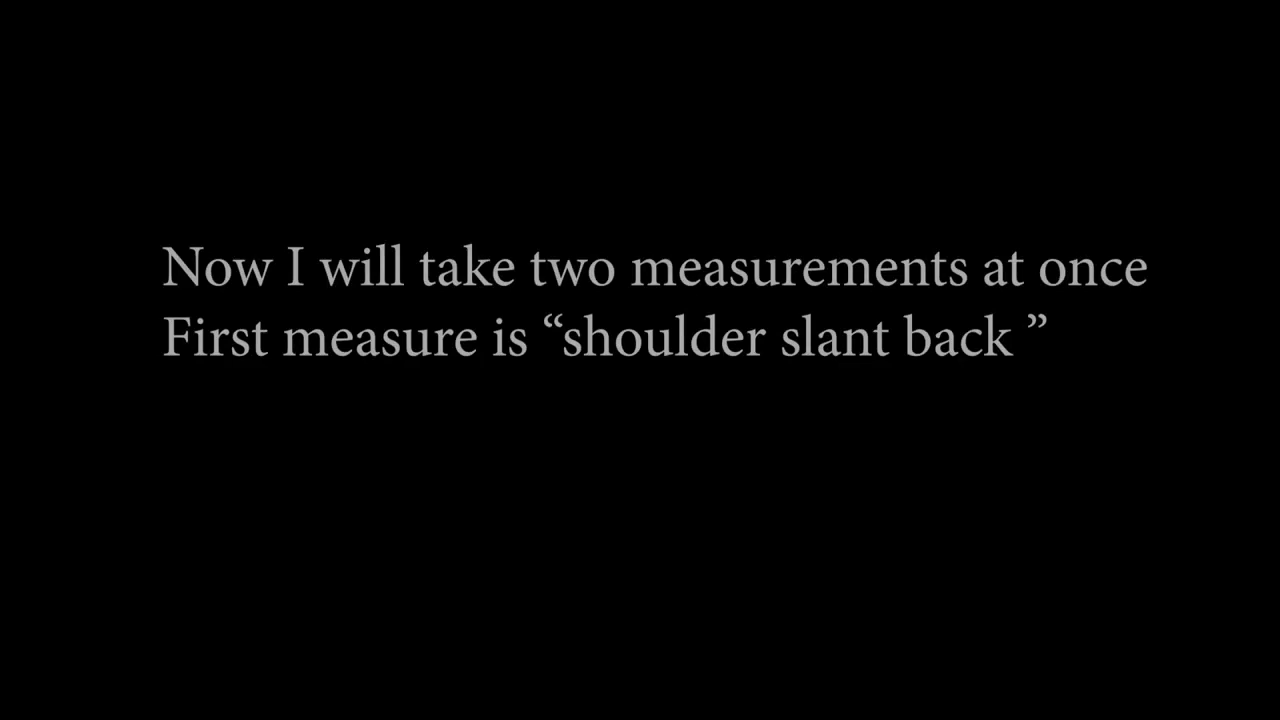 Now I will take two measurements at once
First measure is “shoulder slant back ”